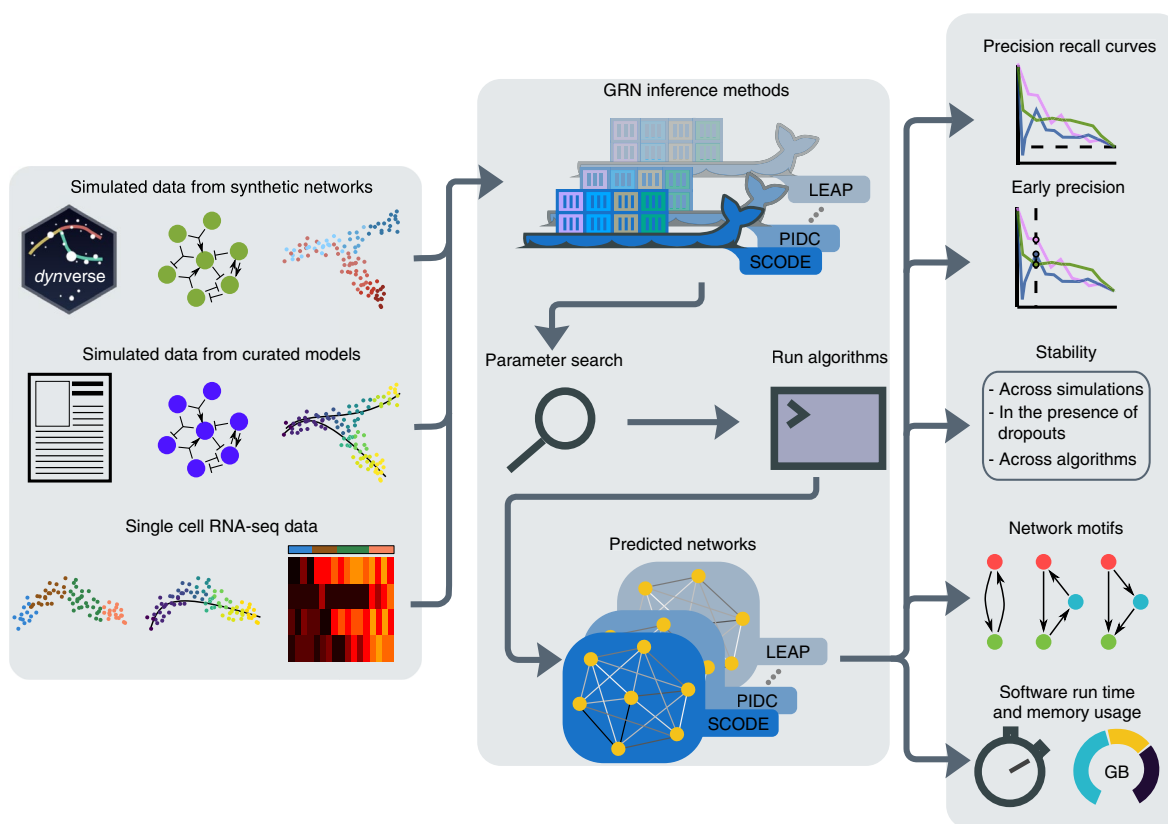 Simulated data from synthetic networks
dynverse
Simulated data from curated models
Single cell RNA-seq data
GRN inference methods
LEAP
PIDC
SCODE
Parameter search
Run algorithms
Predicted networks
LEAP
PIDC
SCODE
Precision recall curves
Early precision
Stability
- Across simulations
- In the presence of
dropouts
- Across algorithms
Network motifs
Software run time
and memory usage
GB